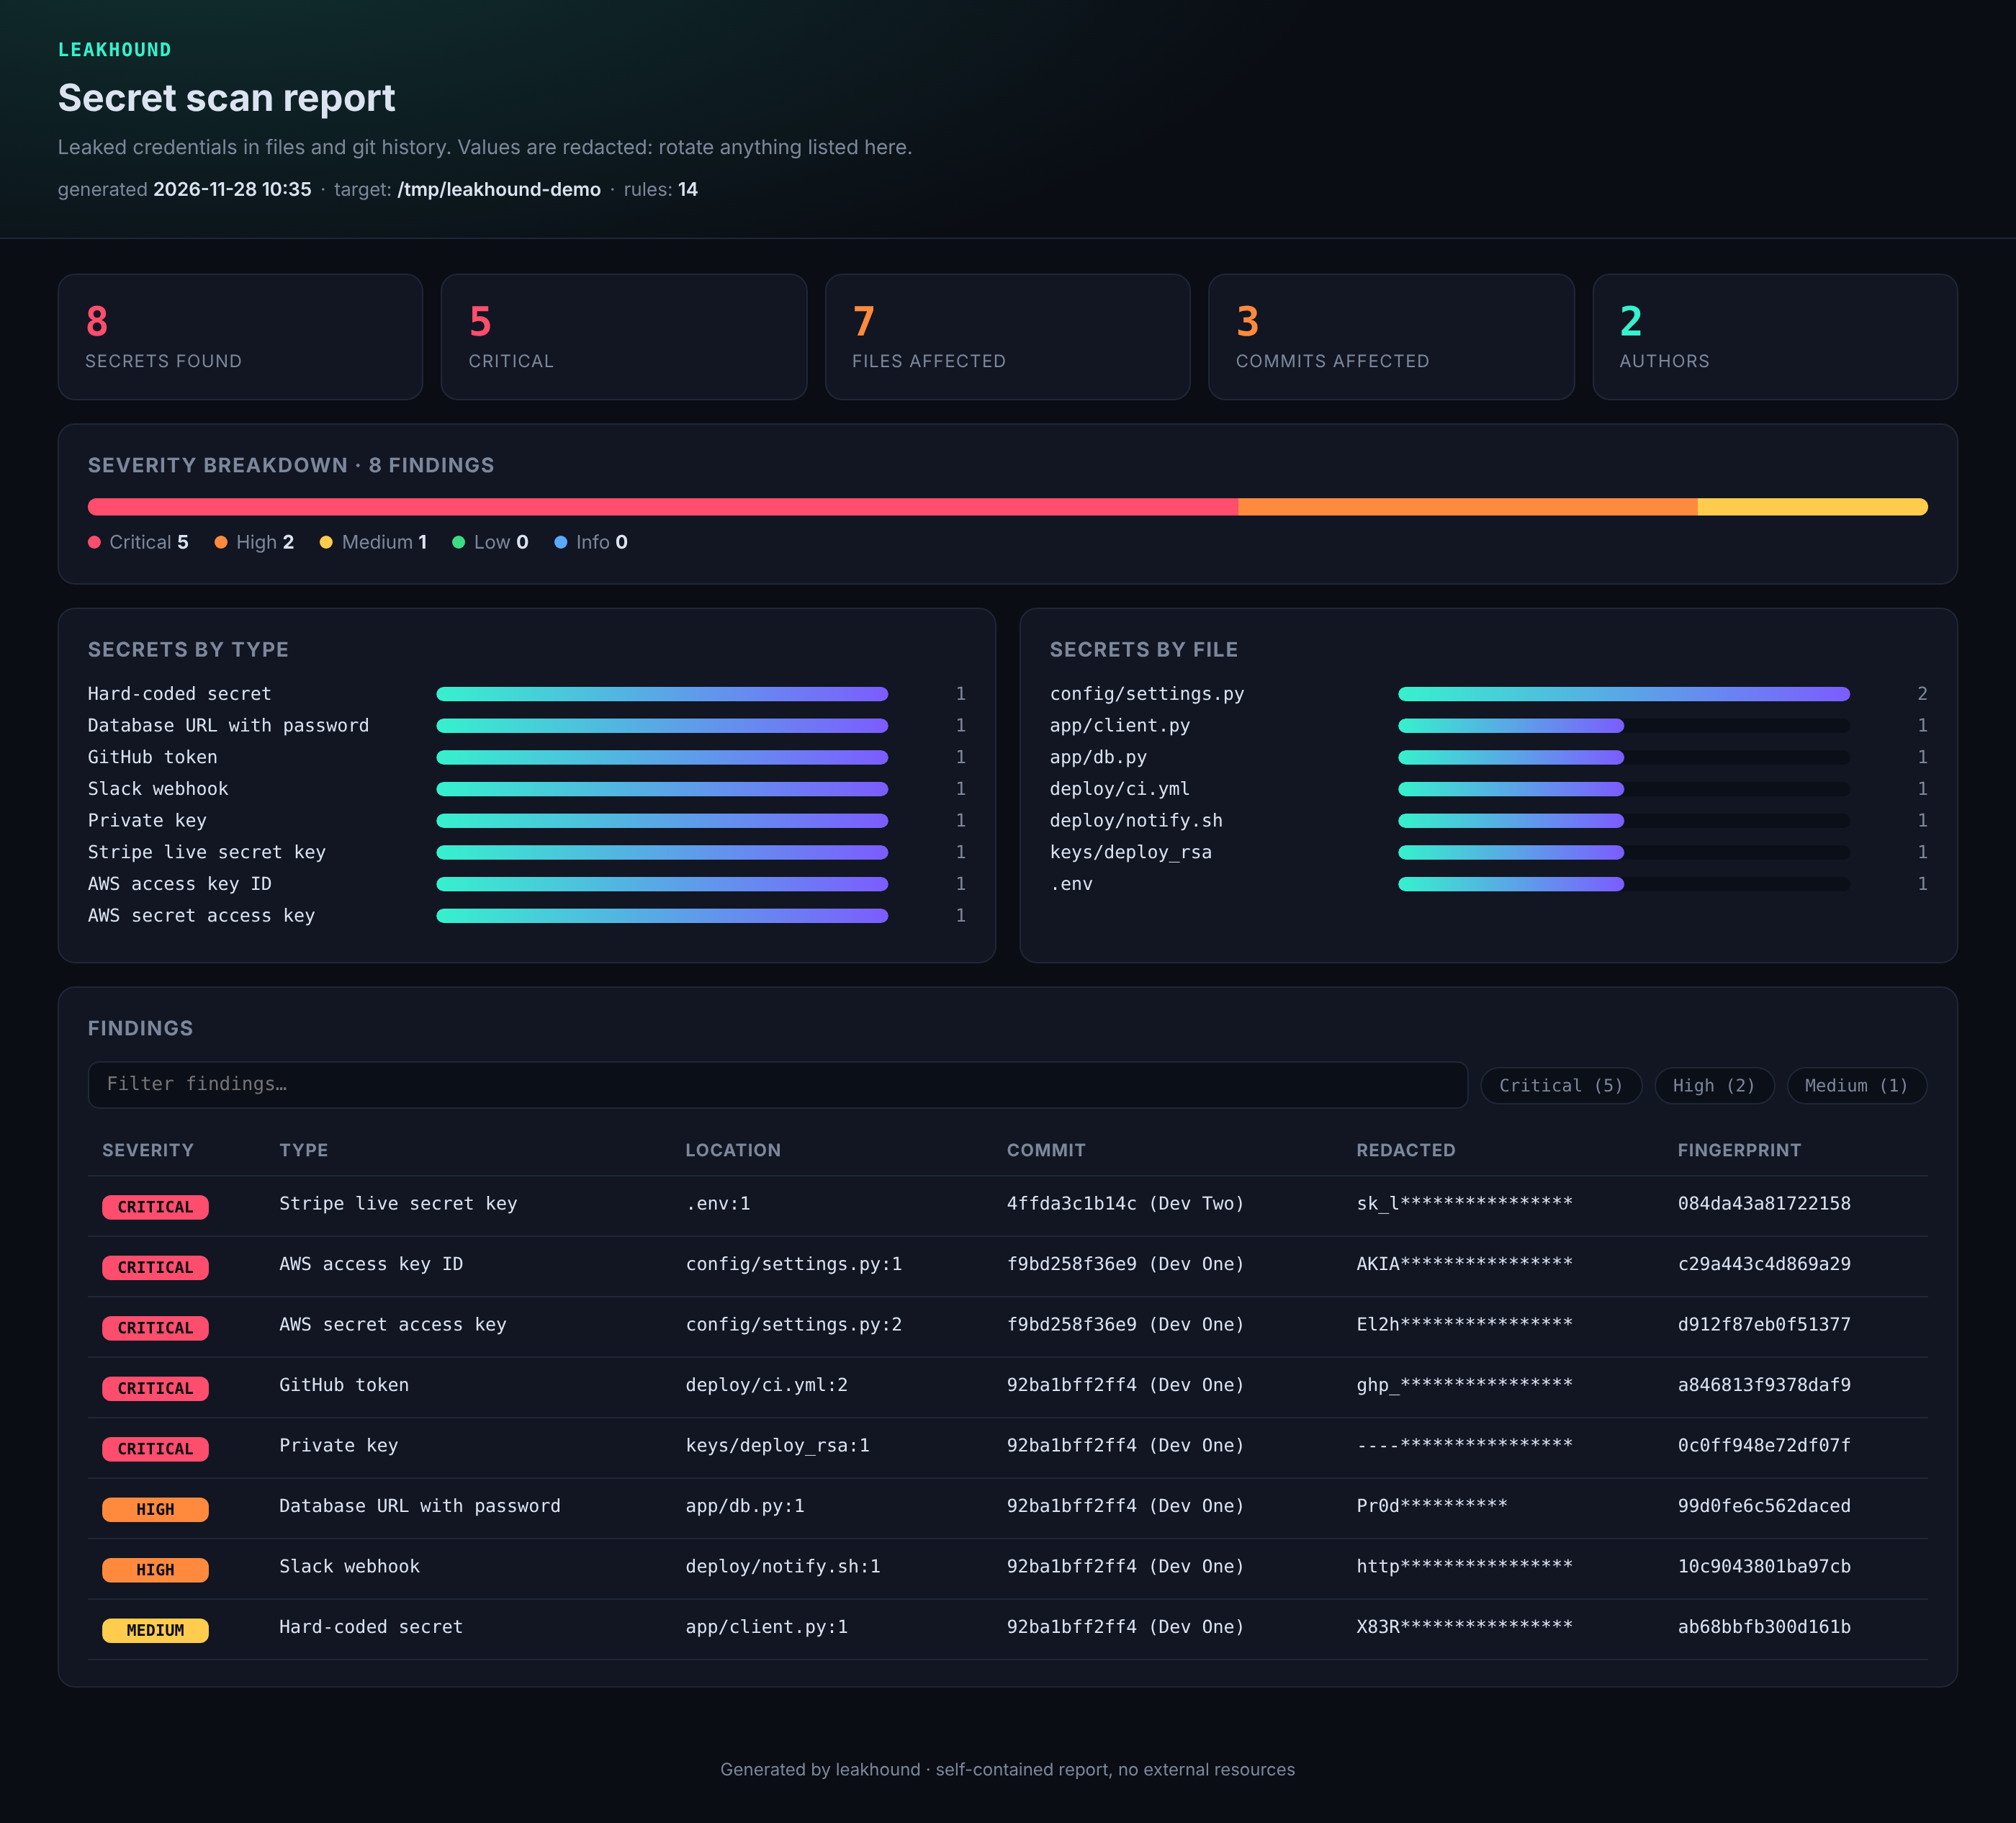 LEAKHOUND
Secret scan report
Leaked credentials in files and git history. Values are redacted: rotate anything listed here.
generated 2026-11-28 10:35 · target: /tmp/leakhound-demo · rules: 14
8
SECRETS FOUND
5
CRITICAL
7
FILES AFFECTED
3
COMMITS AFFECTED
2
AUTHORS
SEVERITY BREAKDOWN · 8 FINDINGS
Critical 5 High 2 Medium 1 Low 0 Info 0
SECRETS BY TYPE
Hard-coded secret 1
Database URL with password 1
GitHub token 1
Slack webhook 1
Private key 1
Stripe live secret key 1
AWS access key ID 1
AWS secret access key 1
SECRETS BY FILE
config/settings.py 2
app/client.py 1
app/db.py 1
deploy/ci.yml 1
deploy/notify.sh 1
keys/deploy_rsa 1
.env 1
FINDINGS
Filter findings… Critical (5) High (2) Medium (1)
SEVERITY TYPE LOCATION COMMIT REDACTED FINGERPRINT
CRITICAL Stripe live secret key .env:1 4ffda3c1b14c (Dev Two) sk_l**************** 084da43a81722158
CRITICAL AWS access key ID config/settings.py:1 f9bd258f36e9 (Dev One) AKIA**************** c29a443c4d869a29
CRITICAL AWS secret access key config/settings.py:2 f9bd258f36e9 (Dev One) El2h**************** d912f87eb0f51377
CRITICAL GitHub token deploy/ci.yml:2 92ba1bff2ff4 (Dev One) ghp_**************** a846813f9378daf9
CRITICAL Private key keys/deploy_rsa:1 92ba1bff2ff4 (Dev One) ----**************** 0c0ff948e72df07f
HIGH Database URL with password app/db.py:1 92ba1bff2ff4 (Dev One) Pr0d********** 99d0fe6c562daced
HIGH Slack webhook deploy/notify.sh:1 92ba1bff2ff4 (Dev One) http**************** 10c9043801ba97cb
MEDIUM Hard-coded secret app/client.py:1 92ba1bff2ff4 (Dev One) X83R**************** ab68bbfb300d161b
Generated by leakhound · self-contained report, no external resources